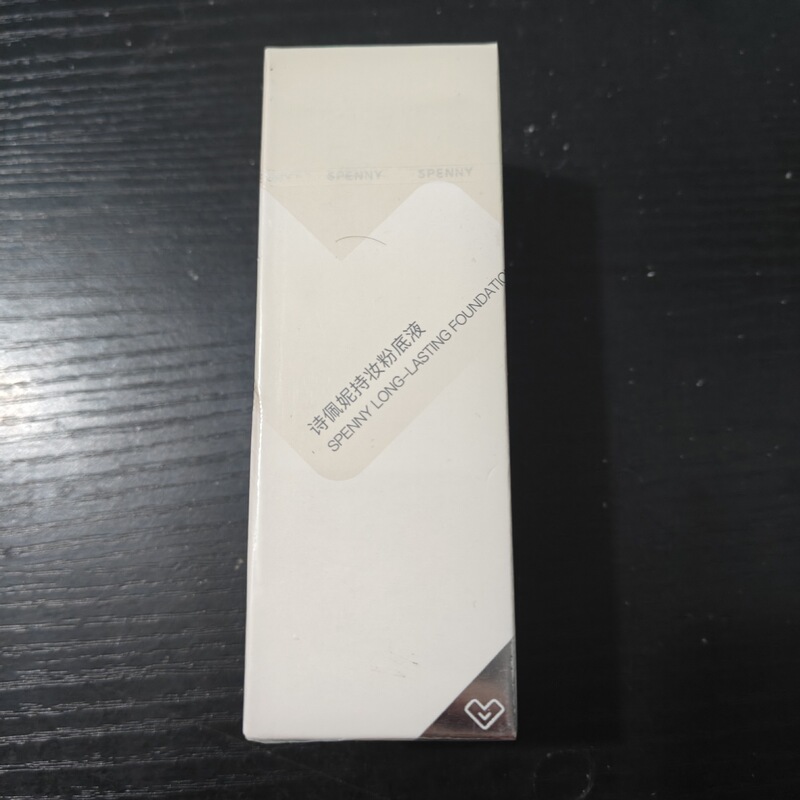 SPENNY SPENNY
诗佩妮持妆粉底液
SPENNY LONG-LASTING FOUNDATIO